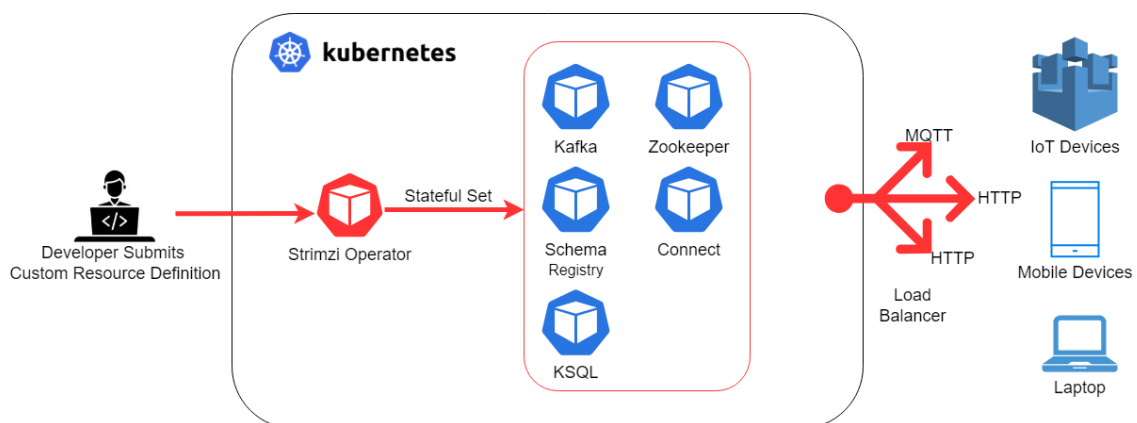 kubernetes
Developer Submits
Custom Resource Definition
Strimzi Operator
Stateful Set
Kafka
Zookeeper
Schema
Registry
Connect
KSQL
MQTT
HTTP
HTTP
Load
Balancer
IoT Devices
Mobile Devices
Laptop